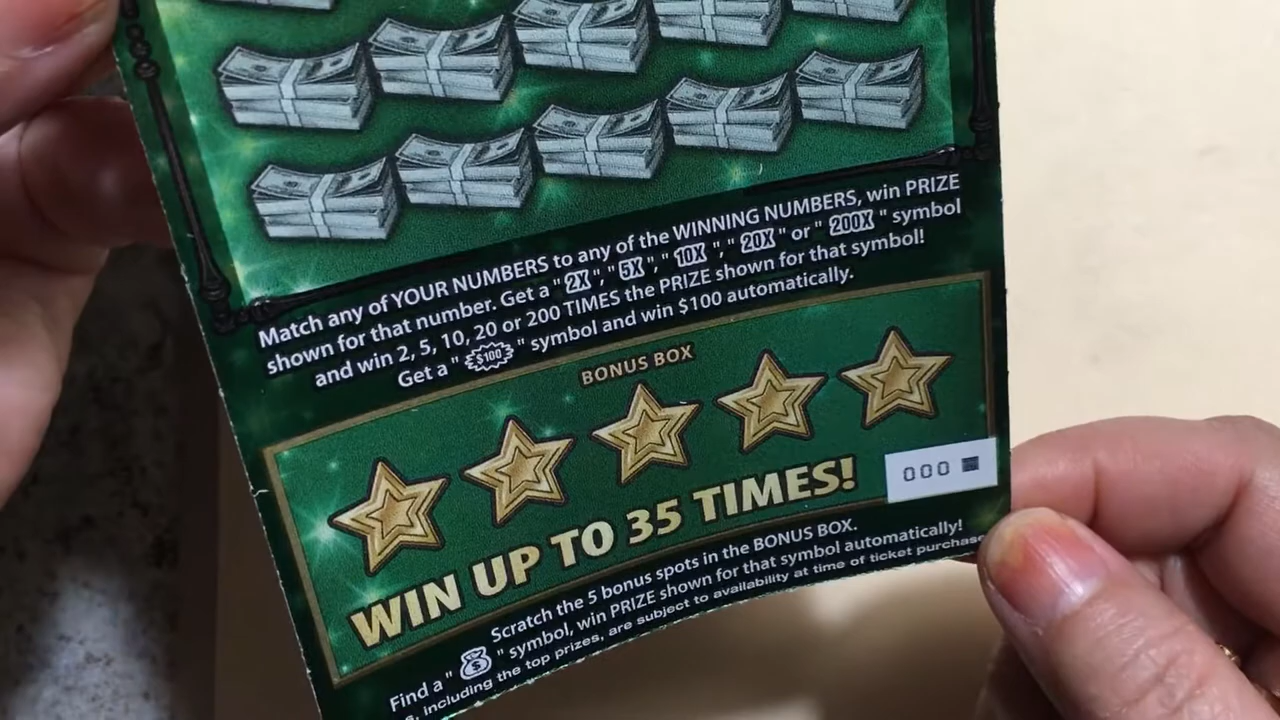 Match any of YOUR NUMBERS to any of the WINNING NUMBERS, win PRIZE
shown for that number. Get a "2X", "5X", "10X", "20X" or "200X" symbol
and win 2, 5, 10, 20 or 200 TIMES the PRIZE shown for that symbol!
Get a "$100" symbol and win $100 automatically.
BONUS BOX
WIN UP TO 35 TIMES!
000
Scratch the 5 bonus spots in the BONUS BOX.
Find a " $ " symbol, win PRIZE shown for that symbol automatically!
including the top prizes, are subject to availability at time of ticket purchase